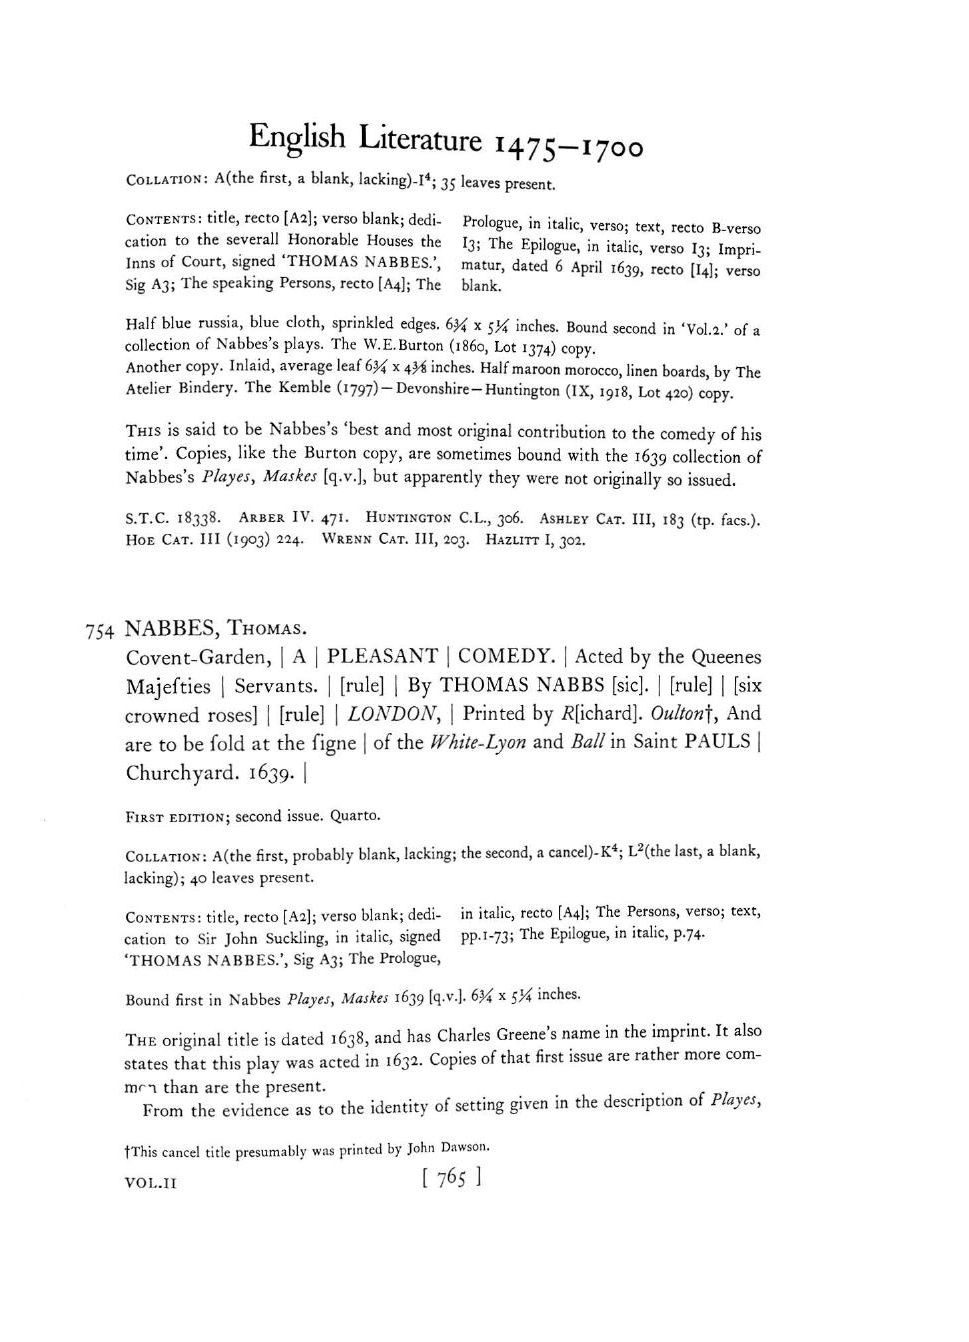 English Literature 1475–1700
COLLATION: A(the first, a blank, lacking)-I⁴; 35 leaves present.
CONTENTS: title, recto [A2]; verso blank; dedi-
cation to the severall Honorable Houses the
Inns of Court, signed ‘THOMAS NABBES.’,
Sig A3; The speaking Persons, recto [A4]; The
Prologue, in italic, verso; text, recto B-verso
I3; The Epilogue, in italic, verso I3; Impri-
matur, dated 6 April 1639, recto [I4]; verso
blank.
Half blue russia, blue cloth, sprinkled edges. 6¾ x 5¼ inches. Bound second in ‘Vol.2.’ of a
collection of Nabbes's plays. The W.E.Burton (1860, Lot 1374) copy.
Another copy. Inlaid, average leaf 6¾ x 4⅜ inches. Half maroon morocco, linen boards, by The
Atelier Bindery. The Kemble (1797)—Devonshire—Huntington (IX, 1918, Lot 420) copy.
THIS is said to be Nabbes's ‘best and most original contribution to the comedy of his
time’. Copies, like the Burton copy, are sometimes bound with the 1639 collection of
Nabbes's Playes, Maskes [q.v.], but apparently they were not originally so issued.
S.T.C. 18338. ARBER IV. 471. HUNTINGTON C.L., 306. ASHLEY CAT. III, 183 (tp. facs.).
HOE CAT. III (1903) 224. WRENN CAT. III, 203. HAZLITT I, 302.
754 NABBES, THOMAS.
Covent-Garden, | A | PLEASANT | COMEDY. | Acted by the Queenes
Majeſties | Servants. | [rule] | By THOMAS NABBS [sic]. | [rule] | [six
crowned roses] | [rule] | LONDON, | Printed by R[ichard]. Oulton†, And
are to be ſold at the ſigne | of the White-Lyon and Ball in Saint PAULS |
Churchyard. 1639. |
FIRST EDITION; second issue. Quarto.
COLLATION: A(the first, probably blank, lacking; the second, a cancel)-K⁴; L²(the last, a blank,
lacking); 40 leaves present.
CONTENTS: title, recto [A2]; verso blank; dedi-
cation to Sir John Suckling, in italic, signed
‘THOMAS NABBES.’, Sig A3; The Prologue,
in italic, recto [A4]; The Persons, verso; text,
pp.1-73; The Epilogue, in italic, p.74.
Bound first in Nabbes Playes, Maskes 1639 [q.v.]. 6¾ x 5¼ inches.
THE original title is dated 1638, and has Charles Greene's name in the imprint. It also
states that this play was acted in 1632. Copies of that first issue are rather more com-
mon than are the present.
From the evidence as to the identity of setting given in the description of Playes,
†This cancel title presumably was printed by John Dawson.
VOL.II [ 765 ]